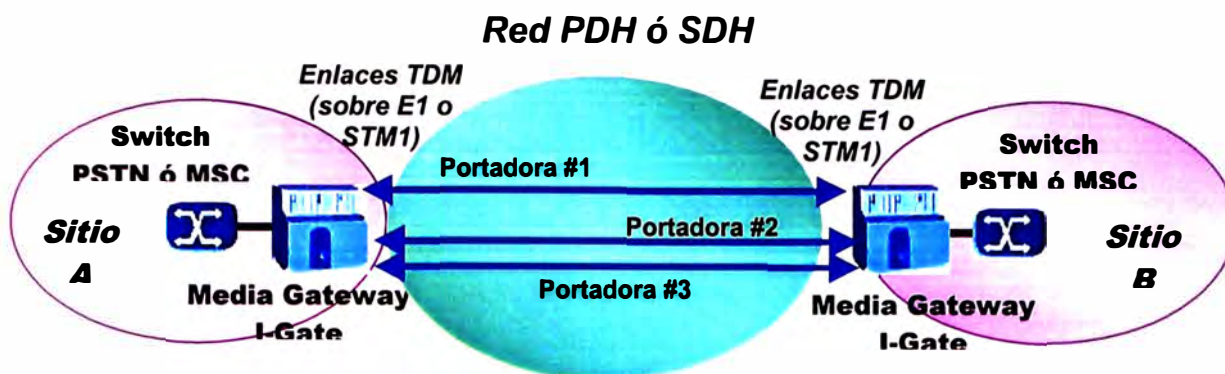 Red PDH ó SDH
Enlaces TDM
(sobre E1 o
STM1)
Enlaces TDM
(sobre E1 o
STM1)
Switch
PSTN ó MSC
Switch
PSTN ó MSC
Portadora #1
Portadora #2
Portadora #3
Sitio
A
Sitio
B
Media Gateway
I-Gate
Media Gateway
I-Gate